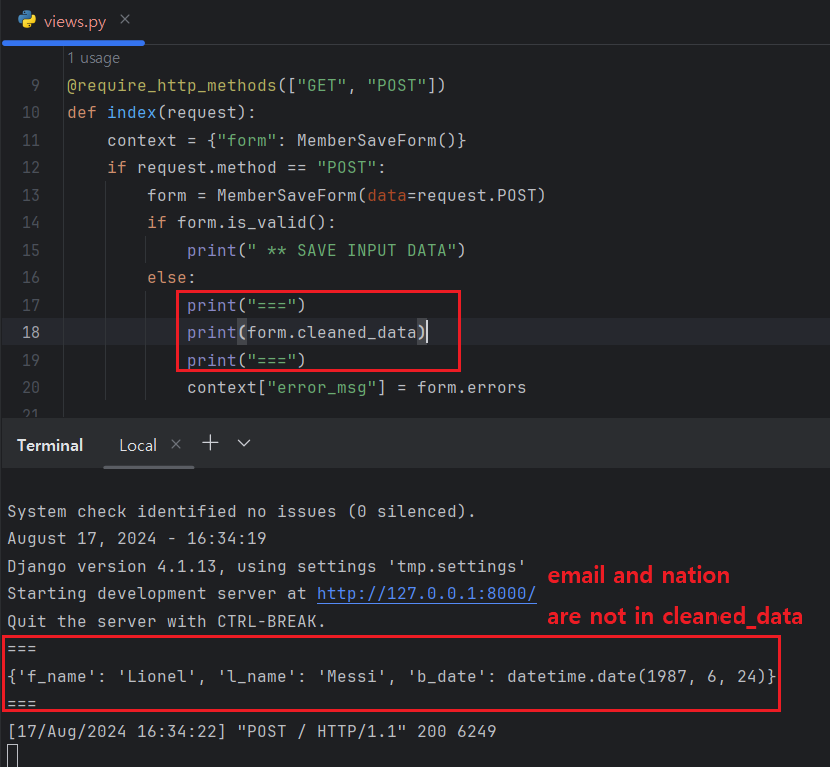 views.py ×
1 usage
9 @require_http_methods(["GET", "POST"])
10 def index(request):
11 context = {"form": MemberSaveForm()}
12 if request.method == "POST":
13 form = MemberSaveForm(data=request.POST)
14 if form.is_valid():
15 print(" ** SAVE INPUT DATA")
16 else:
17 print("===")
18 print(form.cleaned_data)
19 print("===")
20 context["error_msg"] = form.errors
21
Terminal Local × +
System check identified no issues (0 silenced).
August 17, 2024 - 16:34:19
Django version 4.1.13, using settings 'tmp.settings'
email and nation
Starting development server at http://127.0.0.1:8000/
are not in cleaned_data
Quit the server with CTRL-BREAK.
===
{'f_name': 'Lionel', 'l_name': 'Messi', 'b_date': datetime.date(1987, 6, 24)}
===
[17/Aug/2024 16:34:22] "POST / HTTP/1.1" 200 6249